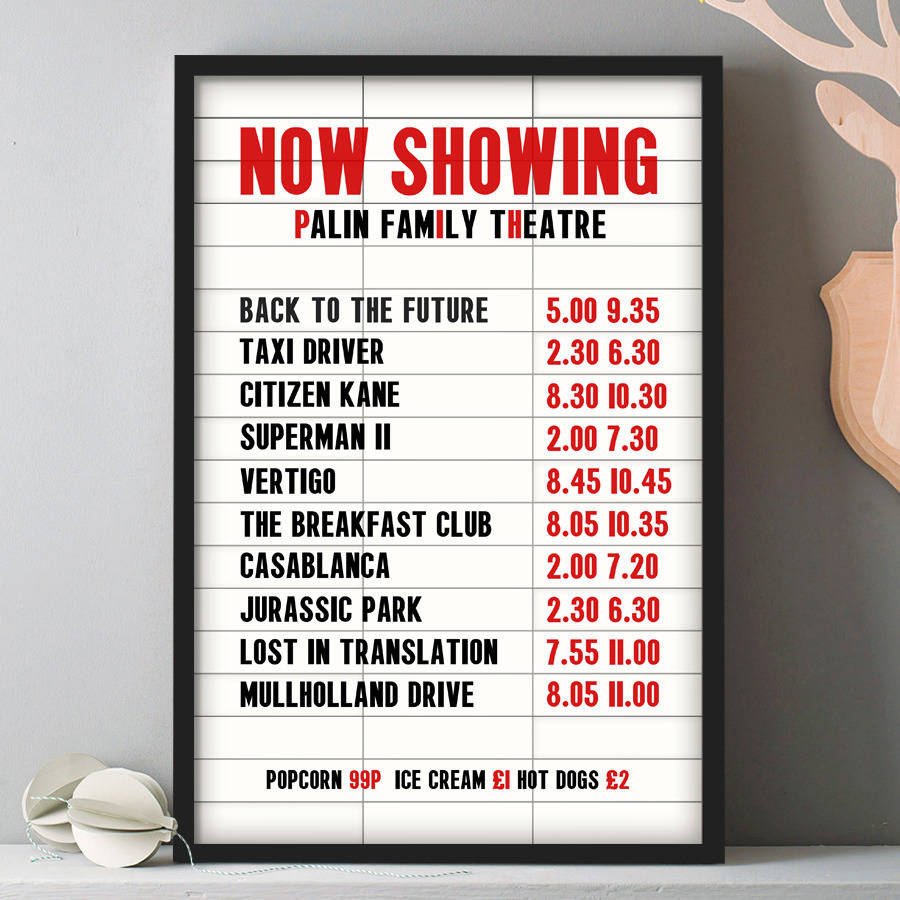 NOW SHOWING
PALIN FAMILY THEATRE
BACK TO THE FUTURE 5.00 9.35
TAXI DRIVER 2.30 6.30
CITIZEN KANE 8.30 10.30
SUPERMAN II 2.00 7.30
VERTIGO 8.45 10.45
THE BREAKFAST CLUB 8.05 10.35
CASABLANCA 2.00 7.20
JURASSIC PARK 2.30 6.30
LOST IN TRANSLATION 7.55 11.00
MULLHOLLAND DRIVE 8.05 11.00
POPCORN 99P ICE CREAM £1 HOT DOGS £2